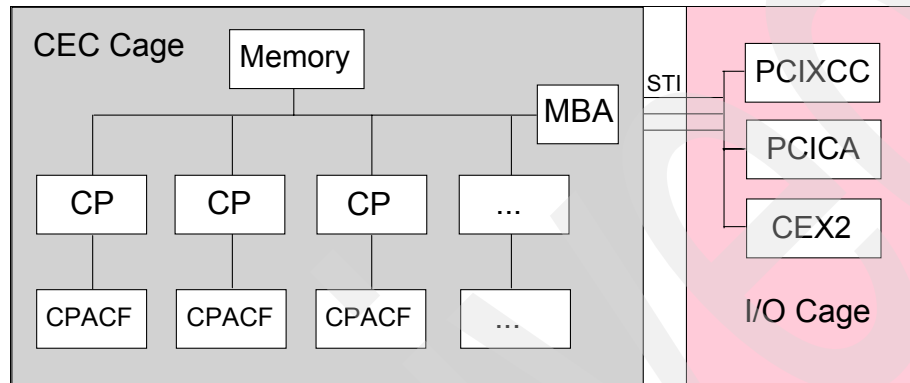 CEC Cage
Memory
MBA
STI
PCIXCC
PCICA
CEX2
I/O Cage
CP
CP
CP
...
CPACF
CPACF
CPACF
...